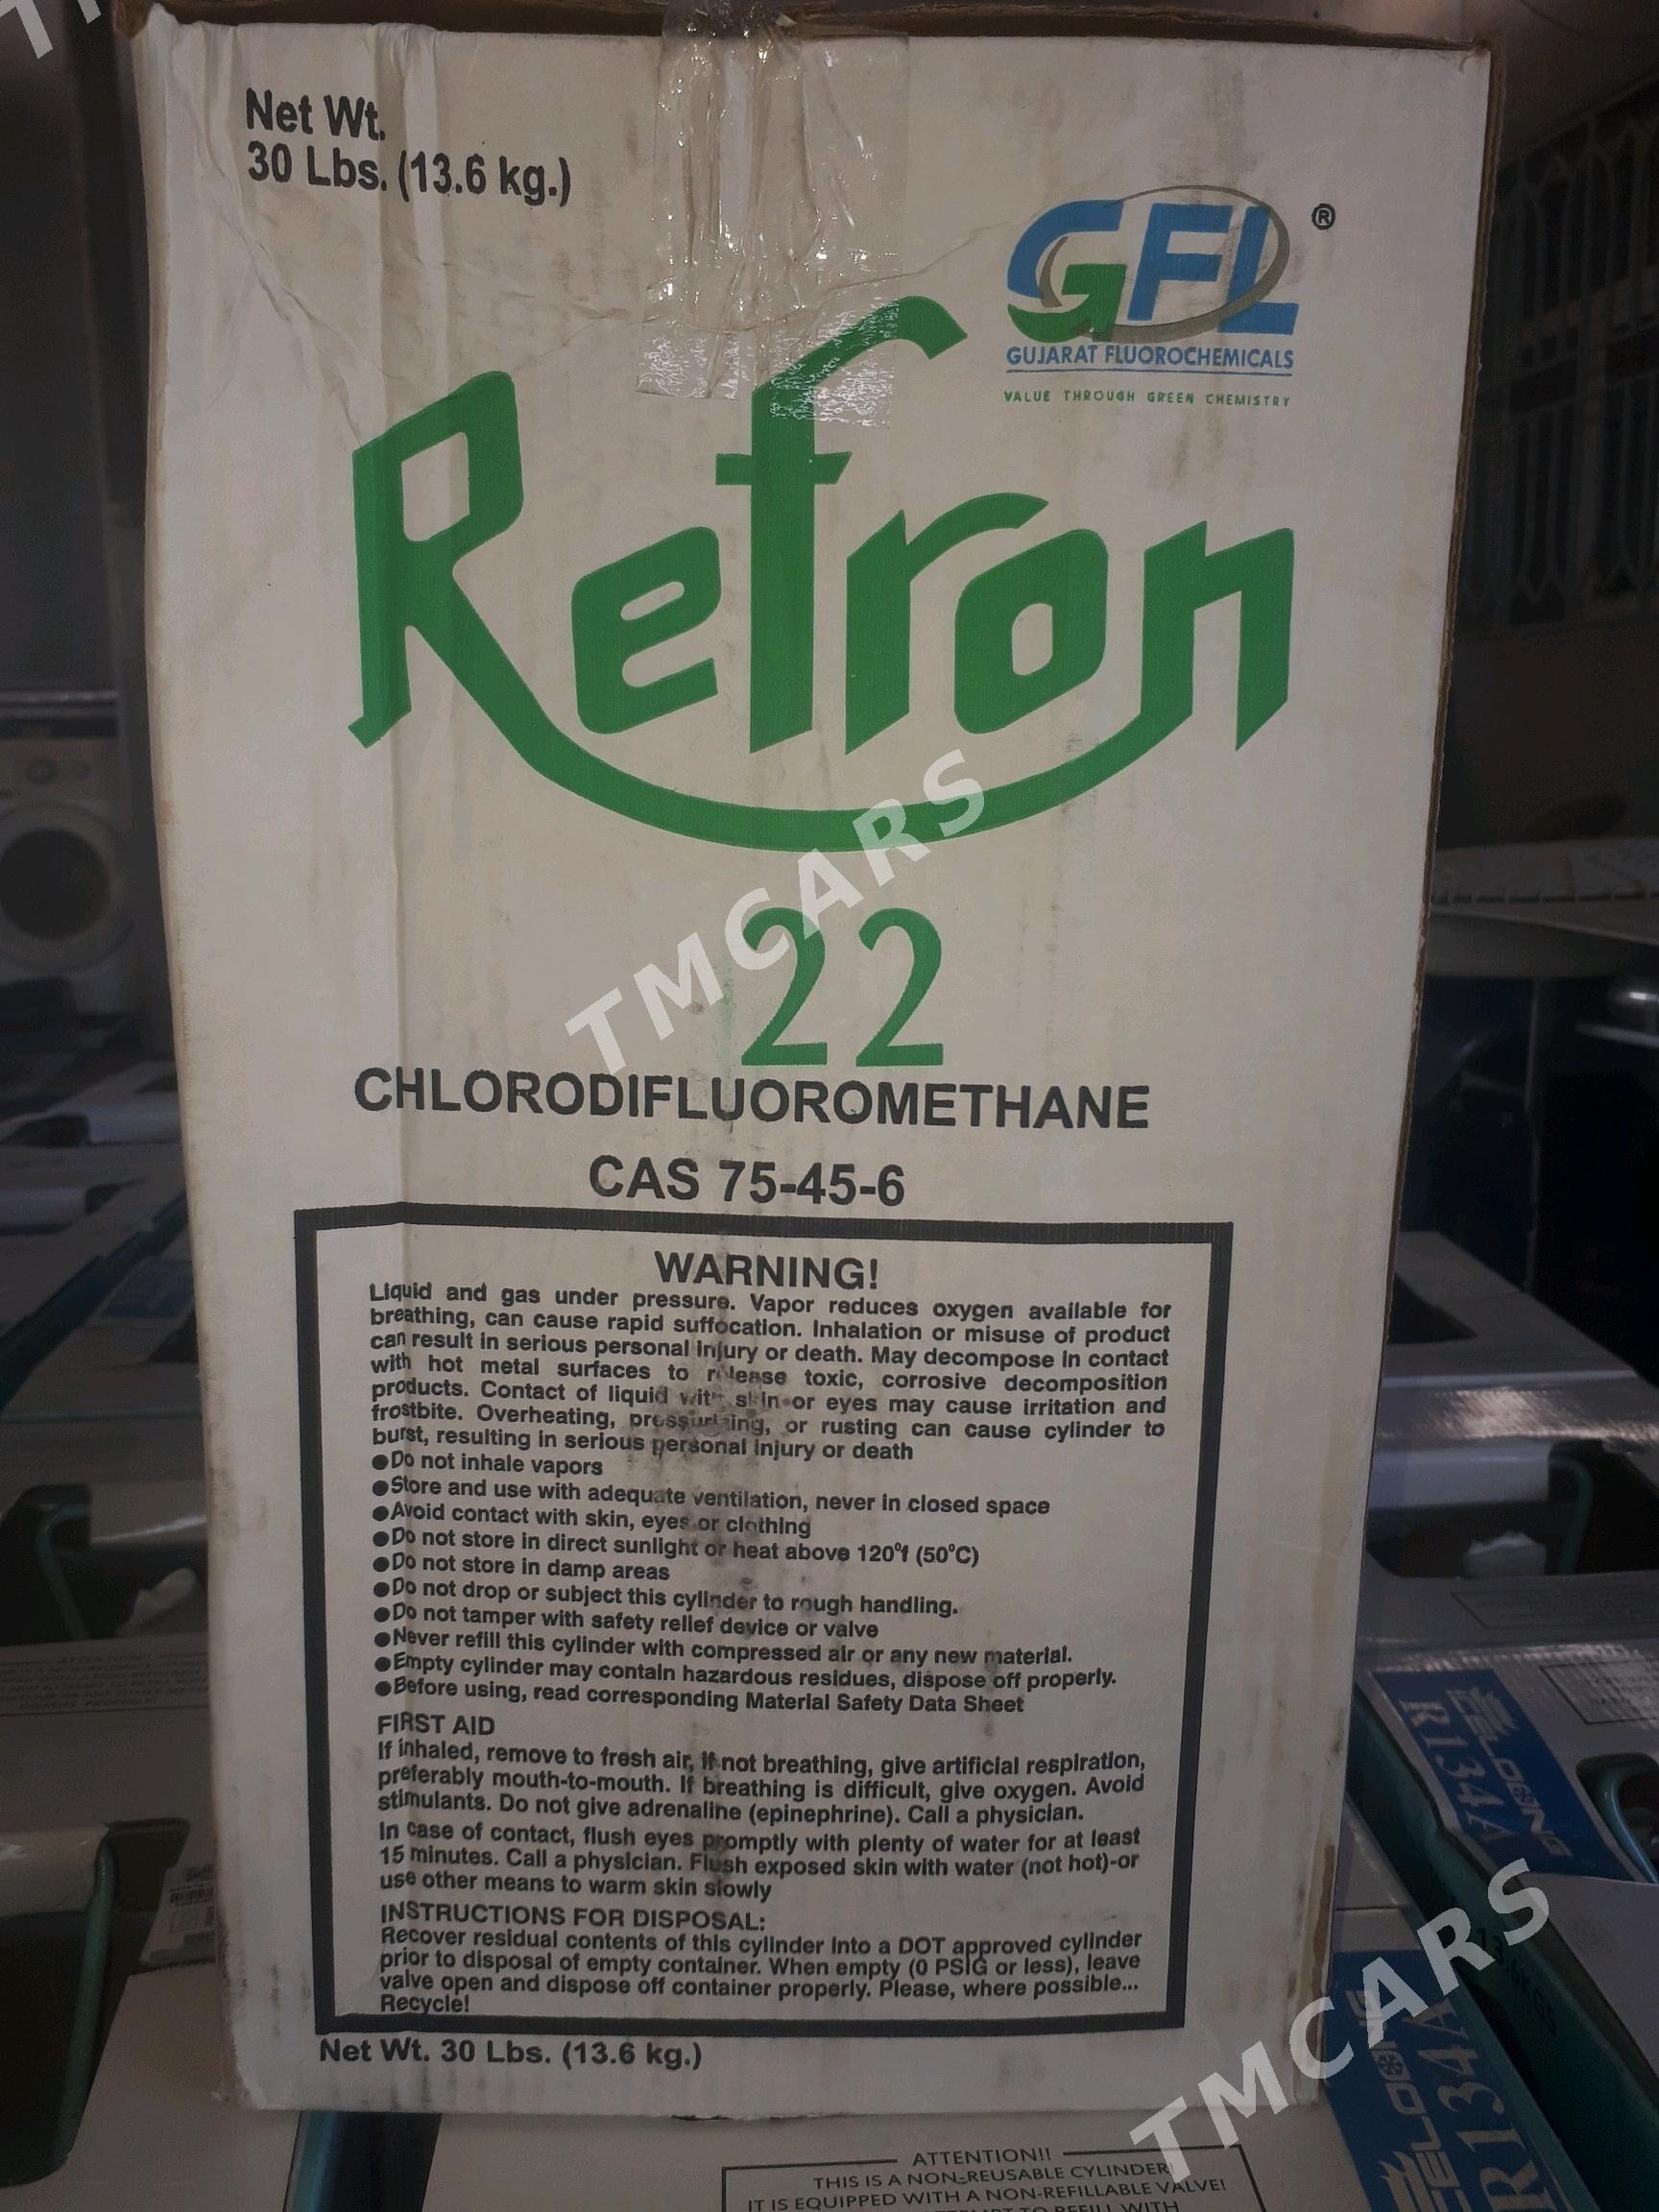 Net Wt.
30 Lbs. (13.6 kg.)
GFL ®
GUJARAT FLUOROCHEMICALS
VALUE THROUGH GREEN CHEMISTRY
Refron
TMCARS
22
CHLORODIFLUOROMETHANE
CAS 75-45-6
WARNING!
Liquid and gas under pressure. Vapor reduces oxygen available for
breathing, can cause rapid suffocation. Inhalation or misuse of product
can result in serious personal injury or death. May decompose in contact
with hot metal surfaces to release toxic, corrosive decomposition
products. Contact of liquid with skin or eyes may cause irritation and
frostbite. Overheating, pressurizing, or rusting can cause cylinder to
burst, resulting in serious personal injury or death
●Do not inhale vapors
●Store and use with adequate ventilation, never in closed space
●Avoid contact with skin, eyes or clothing
●Do not store in direct sunlight or heat above 120°f (50°C)
●Do not store in damp areas
●Do not drop or subject this cylinder to rough handling.
●Do not tamper with safety relief device or valve
●Never refill this cylinder with compressed air or any new material.
●Empty cylinder may contain hazardous residues, dispose off properly.
●Before using, read corresponding Material Safety Data Sheet
FIRST AID
If inhaled, remove to fresh air, if not breathing, give artificial respiration,
preferably mouth-to-mouth. If breathing is difficult, give oxygen. Avoid
stimulants. Do not give adrenaline (epinephrine). Call a physician.
In case of contact, flush eyes promptly with plenty of water for at least
15 minutes. Call a physician. Flush exposed skin with water (not hot)-or
use other means to warm skin slowly
INSTRUCTIONS FOR DISPOSAL:
Recover residual contents of this cylinder into a DOT approved cylinder
prior to disposal of empty container. When empty (0 PSIG or less), leave
valve open and dispose off container properly. Please, where possible...
Recycle!
Net Wt. 30 Lbs. (13.6 kg.)
R134A
13.6KGS
R134A
TMCARS
ATTENTION!!
THIS IS A NON-REUSABLE CYLINDER
IT IS EQUIPPED WITH A NON-REFILLABLE VALVE!